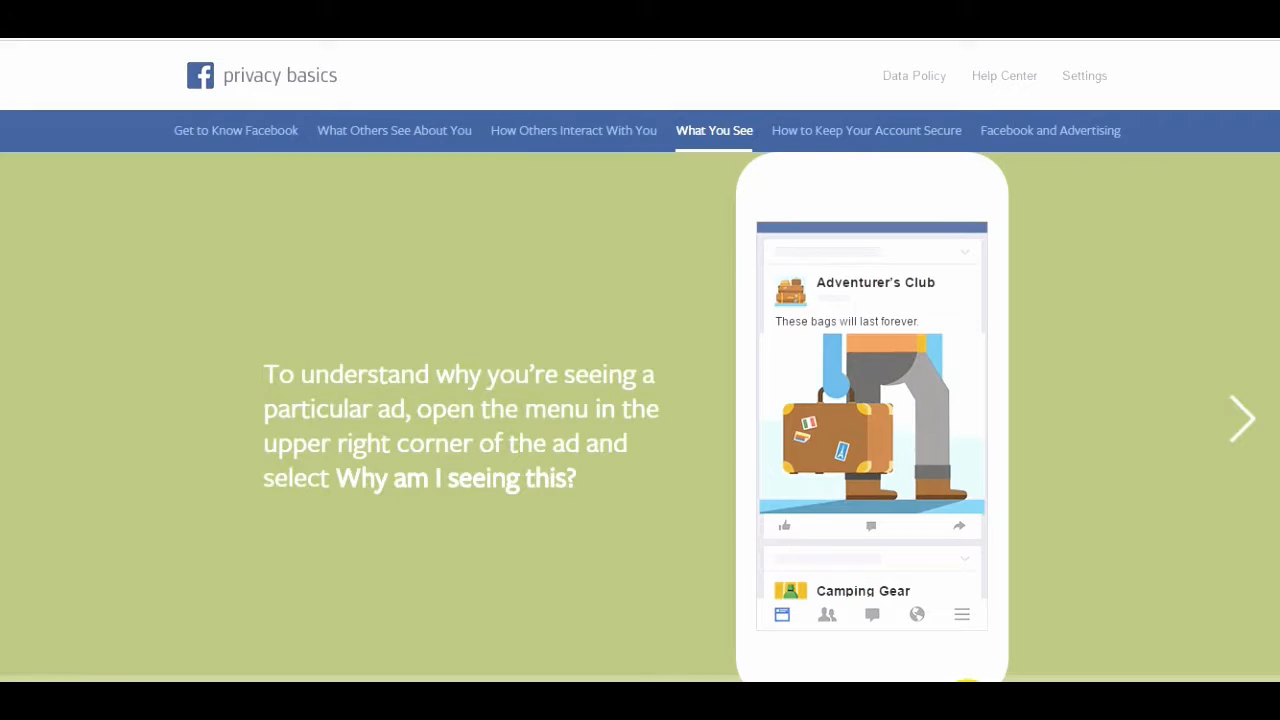 privacy basics
Data Policy Help Center Settings
Get to Know Facebook What Others See About You How Others Interact With You What You See How to Keep Your Account Secure Facebook and Advertising
Adventurer's Club
These bags will last forever.
To understand why you're seeing a
particular ad, open the menu in the
upper right corner of the ad and
select Why am I seeing this?
Camping Gear